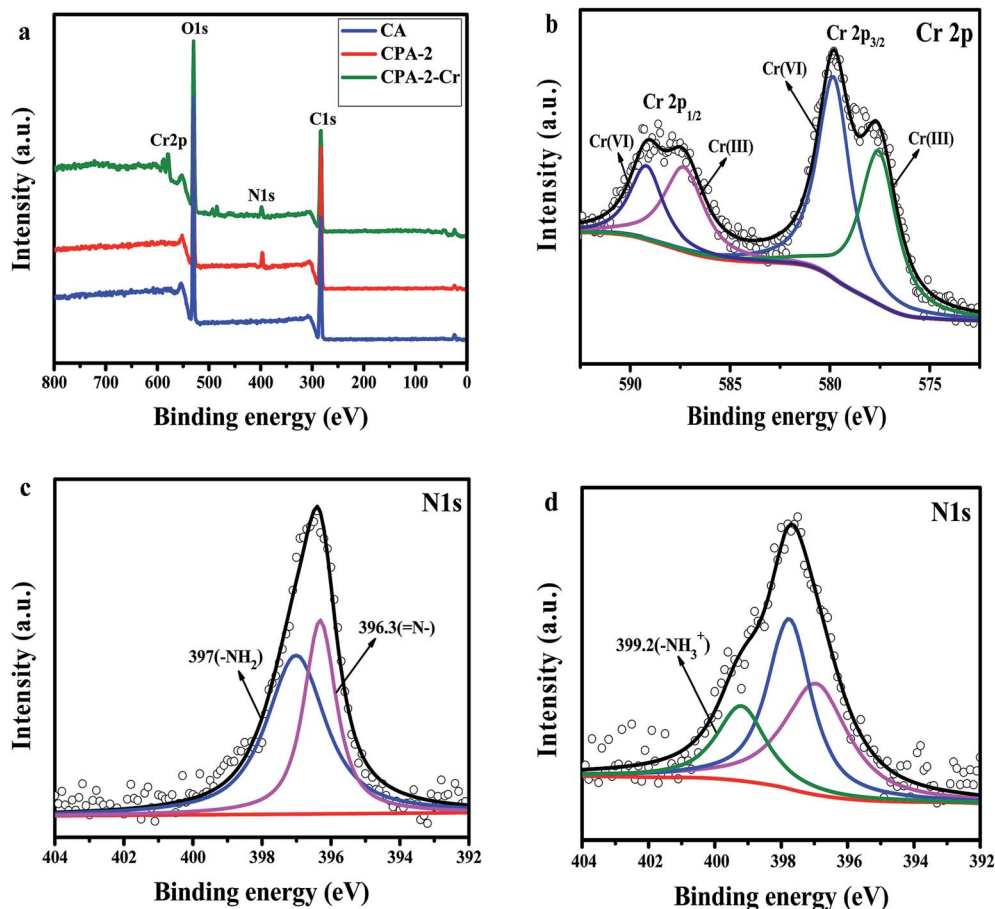 a
O1s
CA
CPA-2
CPA-2-Cr
C1s
Cr2p
N1s
Intensity (a.u.)
800 700 600 500 400 300 200 100 0
Binding energy (eV)
b
Cr 2p
Cr 2p3/2
Cr(VI)
Cr 2p1/2
Cr(VI)
Cr(III)
Cr(III)
Intensity (a.u.)
590 585 580 575
Binding energy (eV)
c
N1s
396.3(=N-)
397(-NH2)
Intensity (a.u.)
404 402 400 398 396 394 392
Binding energy (eV)
d
N1s
399.2(-NH3+)
Intensity (a.u.)
404 402 400 398 396 394 392
Binding energy (eV)